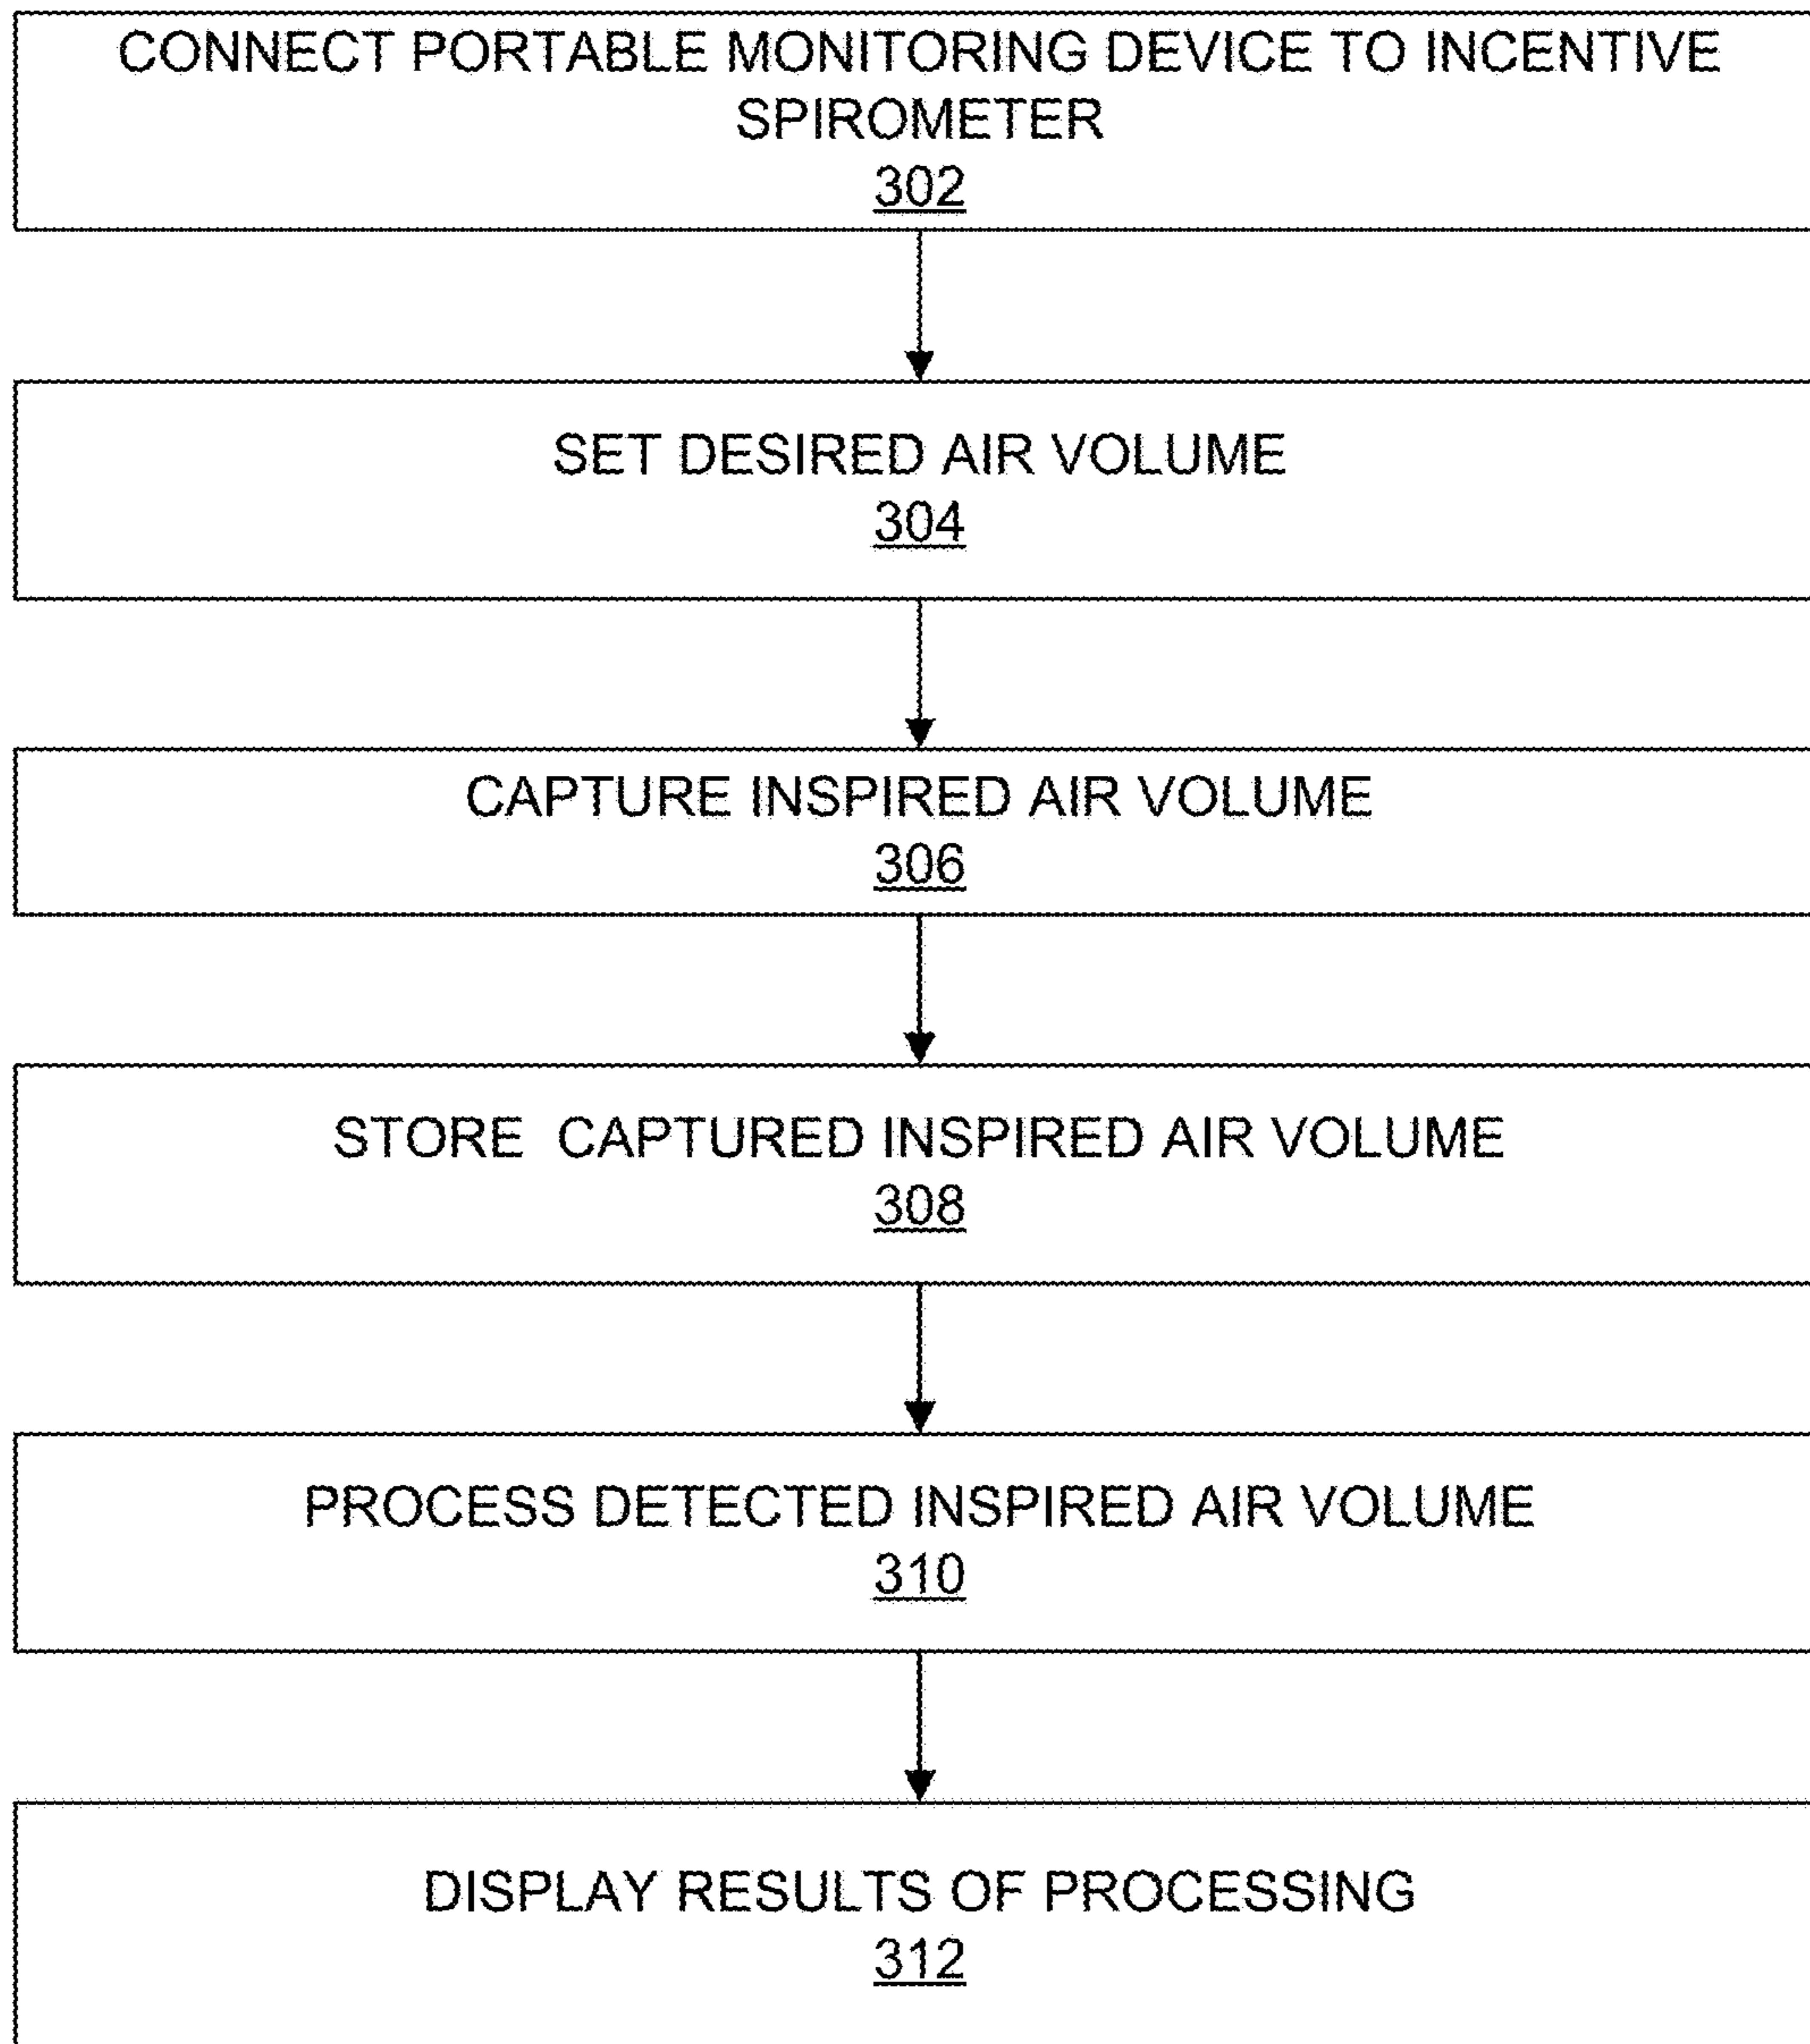 CONNECT PORTABLE MONITORING DEVICE TO INCENTIVE
SPIROMETER
302
SET DESIRED AIR VOLUME
304
CAPTURE INSPIRED AIR VOLUME
306
STORE CAPTURED INSPIRED AIR VOLUME
308
PROCESS DETECTED INSPIRED AIR VOLUME
310
DISPLAY RESULTS OF PROCESSING
312